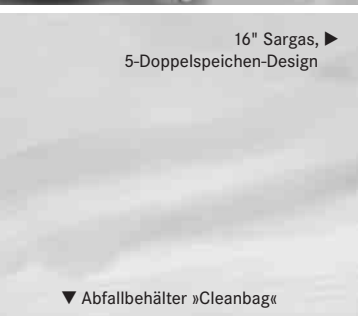 16" Sargas, ▶
5-Doppelspeichen-Design
▼ Abfallbehälter »Cleanbag«